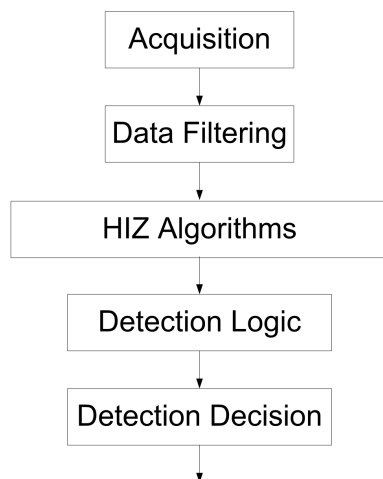 Acquisition
Data Filtering
HIZ Algorithms
Detection Logic
Detection Decision